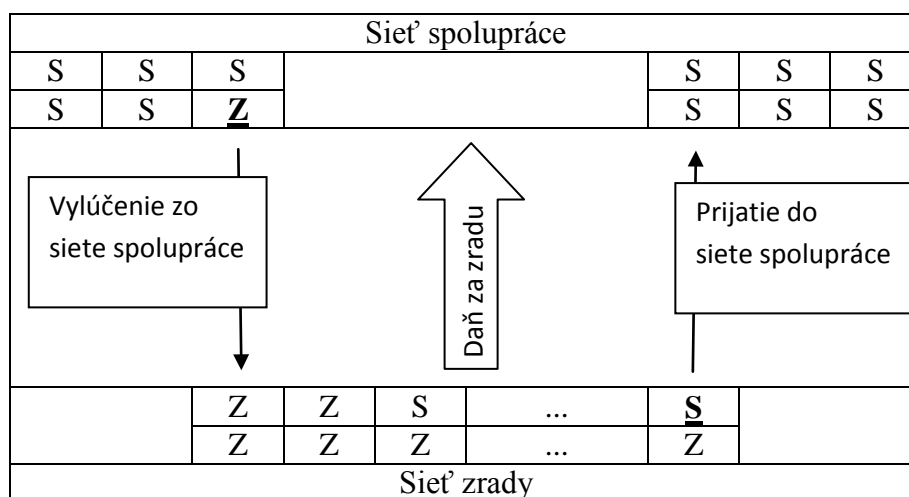 Sieť spolupráce
S S S S S S
S S Z S S S
Vylúčenie zo
siete spolupráce
Daň za zradu
Prijatie do
siete spolupráce
Z Z S ... S
Z Z Z ... Z
Sieť zrady